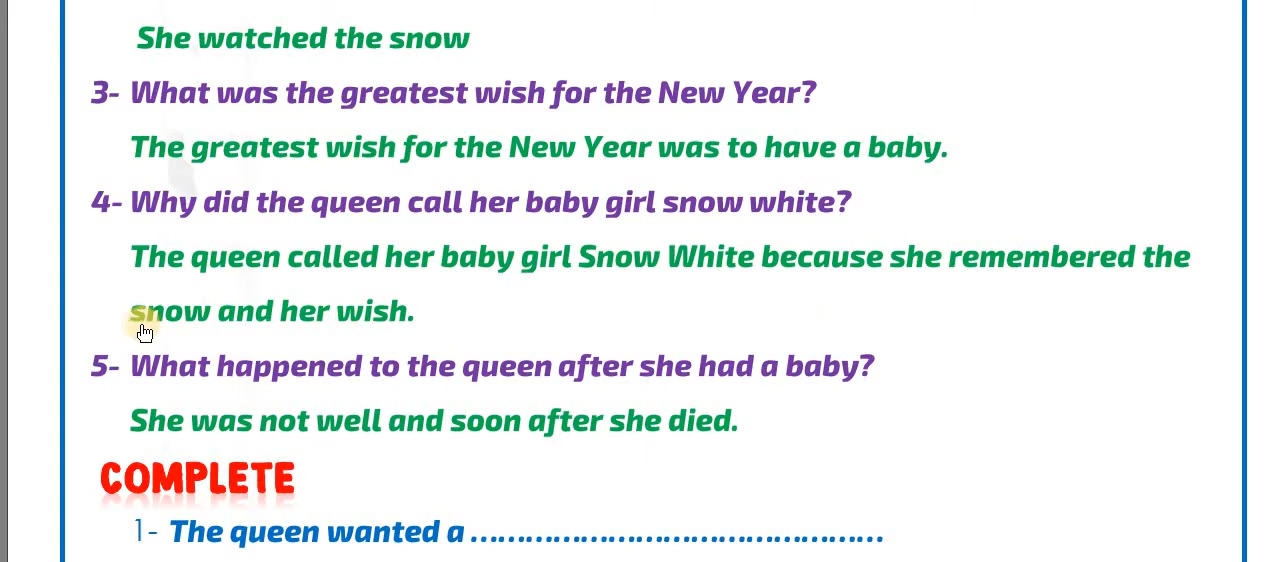 She watched the snow
3- What was the greatest wish for the New Year?
The greatest wish for the New Year was to have a baby.
4- Why did the queen call her baby girl snow white?
The queen called her baby girl Snow White because she remembered the
snow and her wish.
5- What happened to the queen after she had a baby?
She was not well and soon after she died.
COMPLETE
1- The queen wanted a ………………………………………